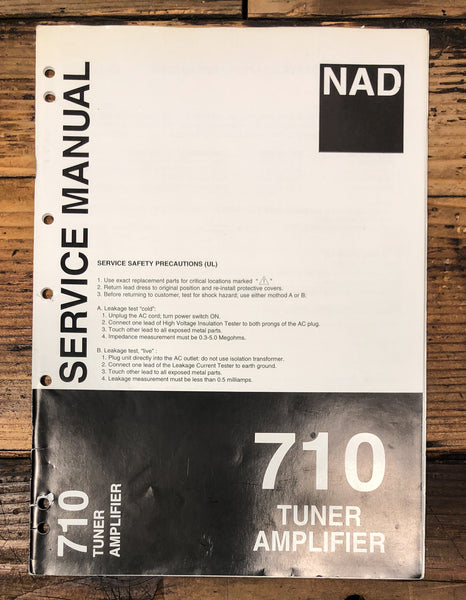 SERVICE MANUAL
NAD
SERVICE SAFETY PRECAUTIONS (UL)
1. Use exact replacement parts for critical locations marked " ⚠ "
2. Return lead dress to original position and re-install protective covers.
3. Before returning to customer, test for shock hazard; use either mothod A or B:
A. Leakage test "cold":
1. Unplug the AC cord; turn power switch ON.
2. Connect one lead of High Voltage Insulation Tester to both prongs of the AC plug.
3. Touch other lead to all exposed metal parts.
4. Impedance measurement must be 0.3-5.0 Megohms.
B. Leakage test, "live" :
1. Plug unit directly into the AC outlet: do not use isolation transformer.
2. Connect one lead of the Leakage Current Tester to earth ground.
3. Touch other lead to all exposed metal parts.
4. Leakage measurement must be less than 0.5 milliamps.
710
TUNER
AMPLIFIER
710
TUNER
AMPLIFIER